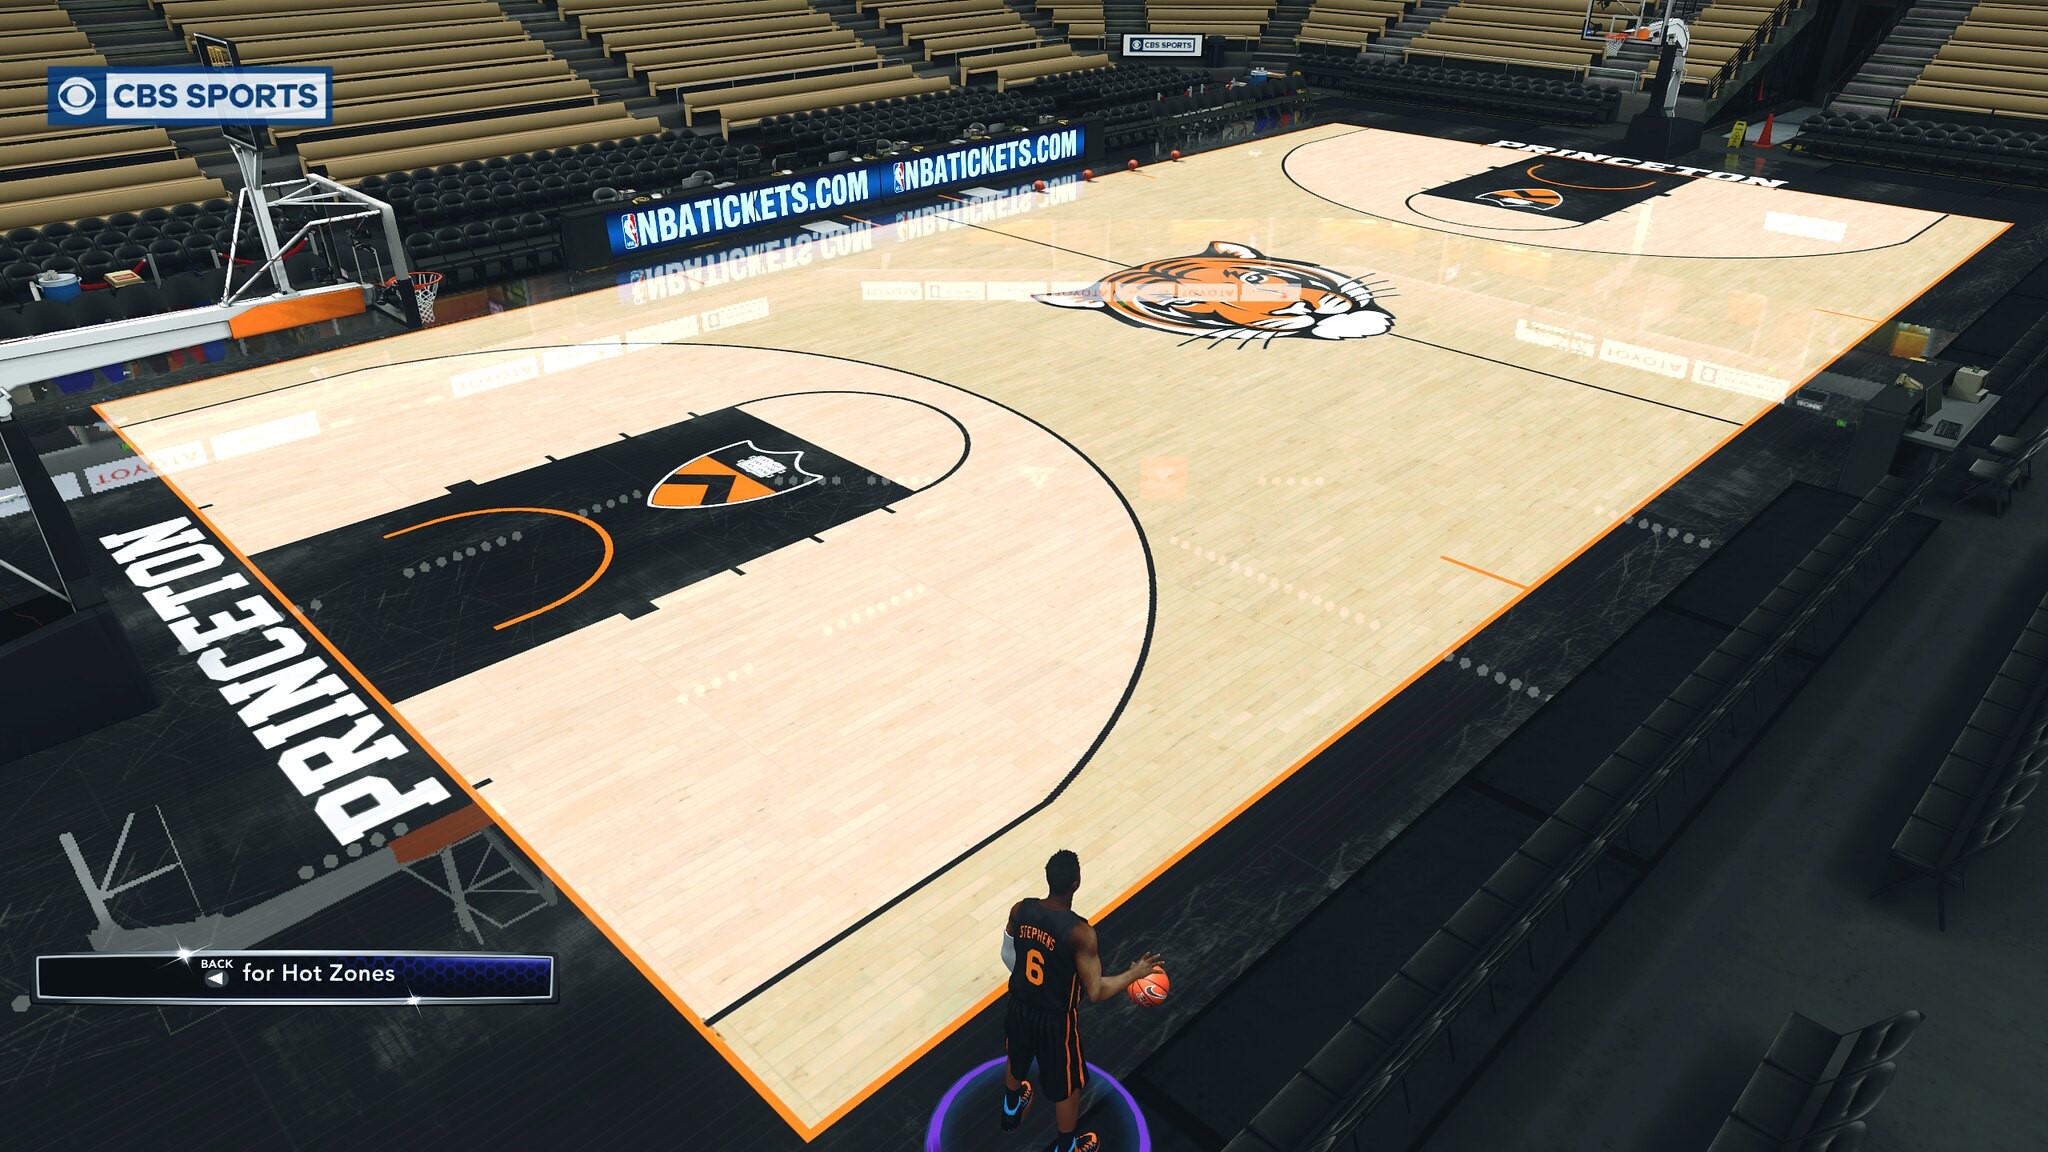 CBS SPORTS
CBS SPORTS
NBATICKETS.COM
NBATICKETS.COM
PRINCETON
PRINCETON
STEPHENS
6
BACK
for Hot Zones